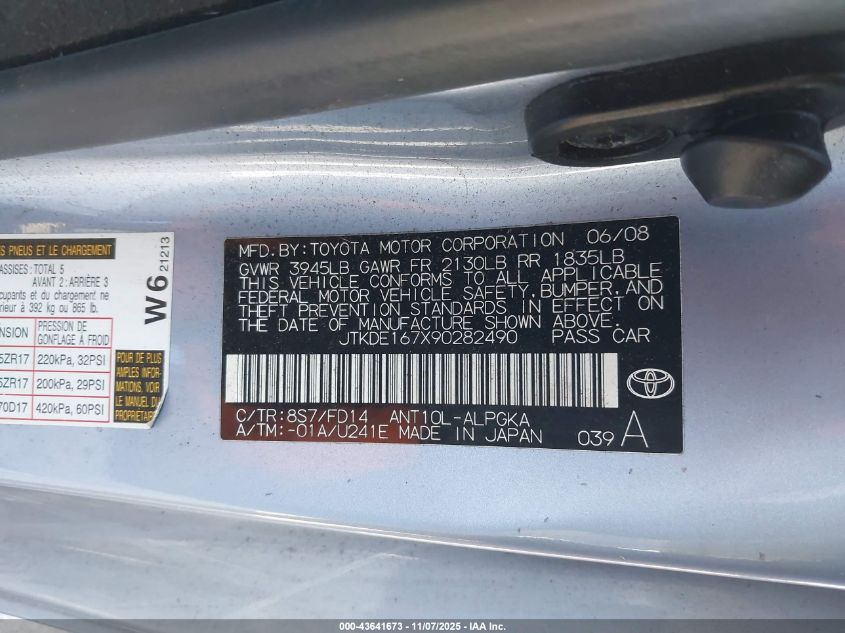 S PNEUS ET LE CHARGEMENT
ASSISES: TOTAL 5
AVANT 2: ARRIÈRE 3
cupants et du chargement ne
érieur à 392 kg ou 865 lb.
NSION PRESSION DE GONFLAGE À FROID
5ZR17 220kPa, 32PSI
5ZR17 200kPa, 29PSI
70D17 420kPa, 60PSI
POUR DE PLUS AMPLES INFORMATIONS, VOIR LE MANUEL DU PROPRIÉTAIRE
W6 21213
MFD. BY: TOYOTA MOTOR CORPORATION 06/08
GVWR 3945LB GAWR FR 2130LB RR 1835LB
THIS VEHICLE CONFORMS TO ALL APPLICABLE
FEDERAL MOTOR VEHICLE SAFETY, BUMPER, AND
THEFT PREVENTION STANDARDS IN EFFECT ON
THE DATE OF MANUFACTURE SHOWN ABOVE.
JTKDE167X90282490 PASS CAR
C/TR:8S7/FD14 ANT10L-ALPGKA
A/TM:-01A/U241E MADE IN JAPAN 039 A
000-43641673 — 11/07/2025 — IAA Inc.